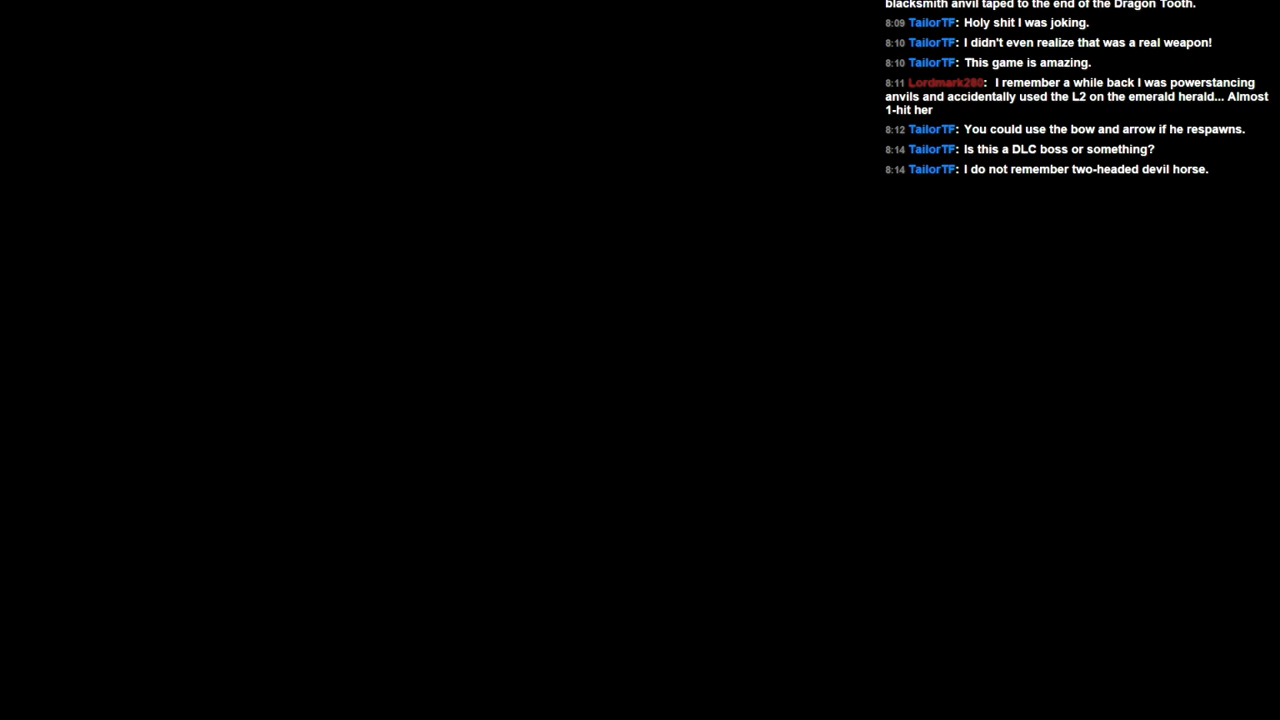 blacksmith anvil taped to the end of the Dragon Tooth.
8:09 TailorTF: Holy shit I was joking.
8:10 TailorTF: I didn't even realize that was a real weapon!
8:10 TailorTF: This game is amazing.
8:11 Lordmark280: I remember a while back I was powerstancing
anvils and accidentally used the L2 on the emerald herald... Almost
1-hit her
8:12 TailorTF: You could use the bow and arrow if he respawns.
8:14 TailorTF: Is this a DLC boss or something?
8:14 TailorTF: I do not remember two-headed devil horse.